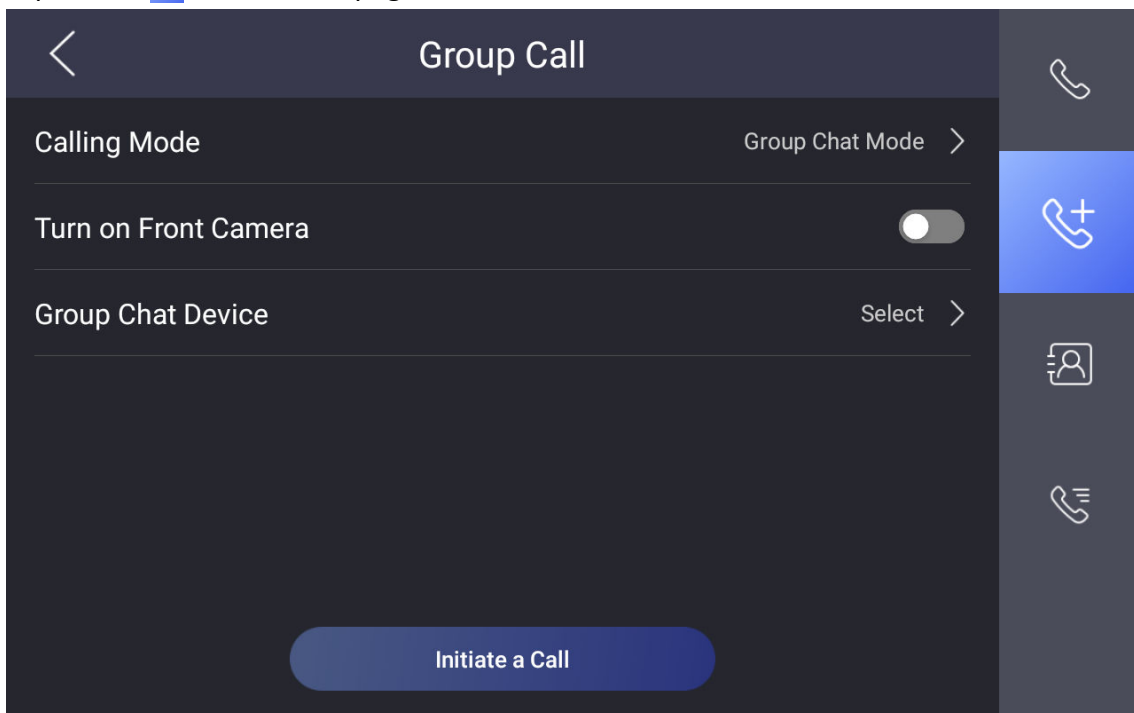 Group Call
Calling Mode
Group Chat Mode
Turn on Front Camera
Group Chat Device
Select
Initiate a Call